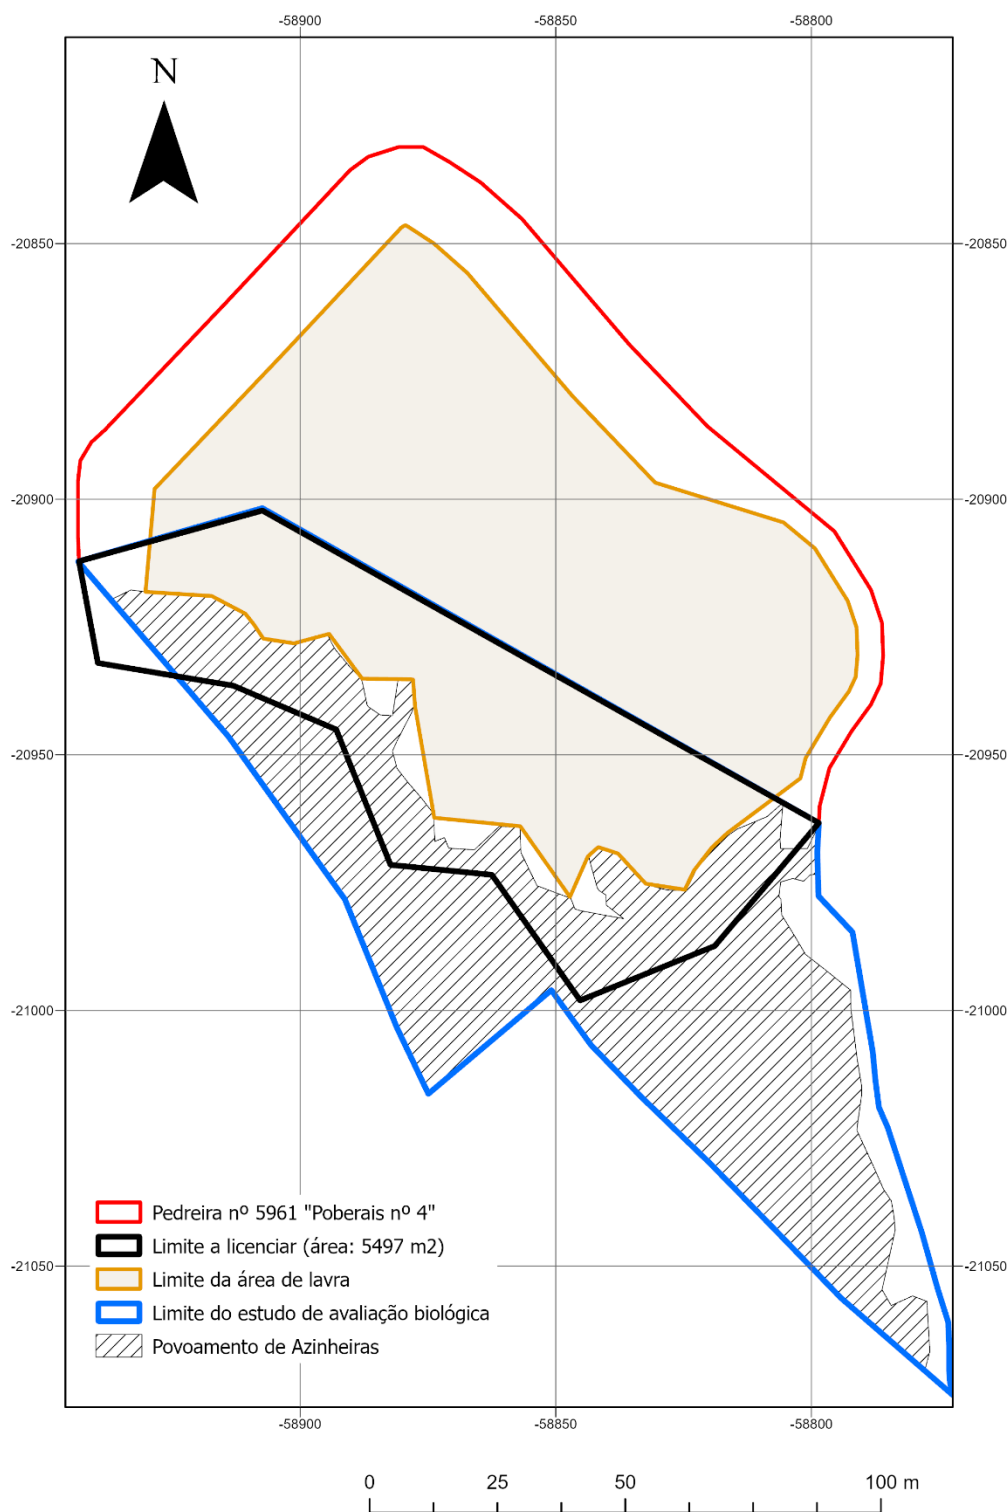 -58900 -58850 -58800
N
-20850 -20850
-20900 -20900
-20950 -20950
-21000 -21000
Pedreira nº 5961 "Poberais nº 4"
Limite a licenciar (área: 5497 m2)
Limite da área de lavra
-21050 -21050
Limite do estudo de avaliação biológica
Povoamento de Azinheiras
-58900 -58850 -58800
0 25 50 100 m